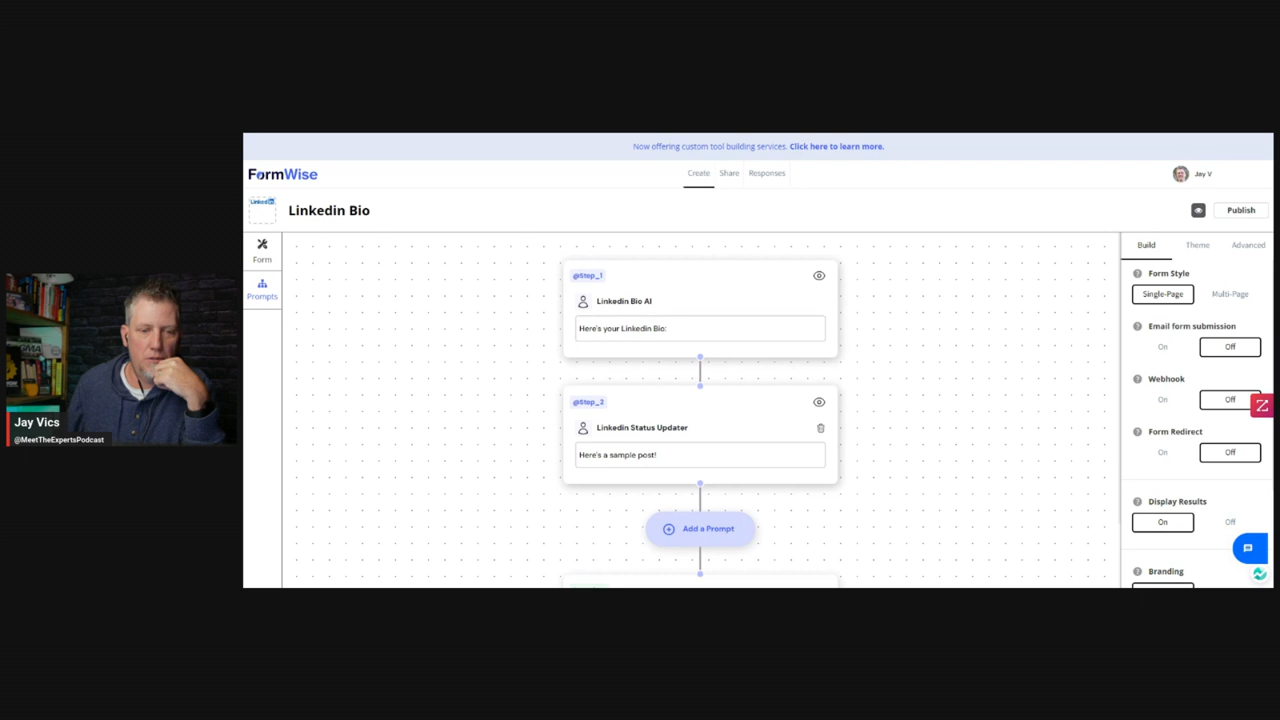 Now offering custom tool building services. Click here to learn more.
FormWise
Create
Share
Responses
Jay V
Linked in
Linkedin Bio
Publish
Form
Prompts
@Step_1
Linkedin Bio AI
Here's your Linkedin Bio:
@Step_2
Linkedin Status Updater
Here's a sample post!
Add a Prompt
Build
Theme
Advanced
Form Style
Single-Page
Multi-Page
Email form submission
On
Off
Webhook
On
Off
Form Redirect
On
Off
Display Results
On
Off
Branding
Jay Vics
@MeetTheExpertsPodcast